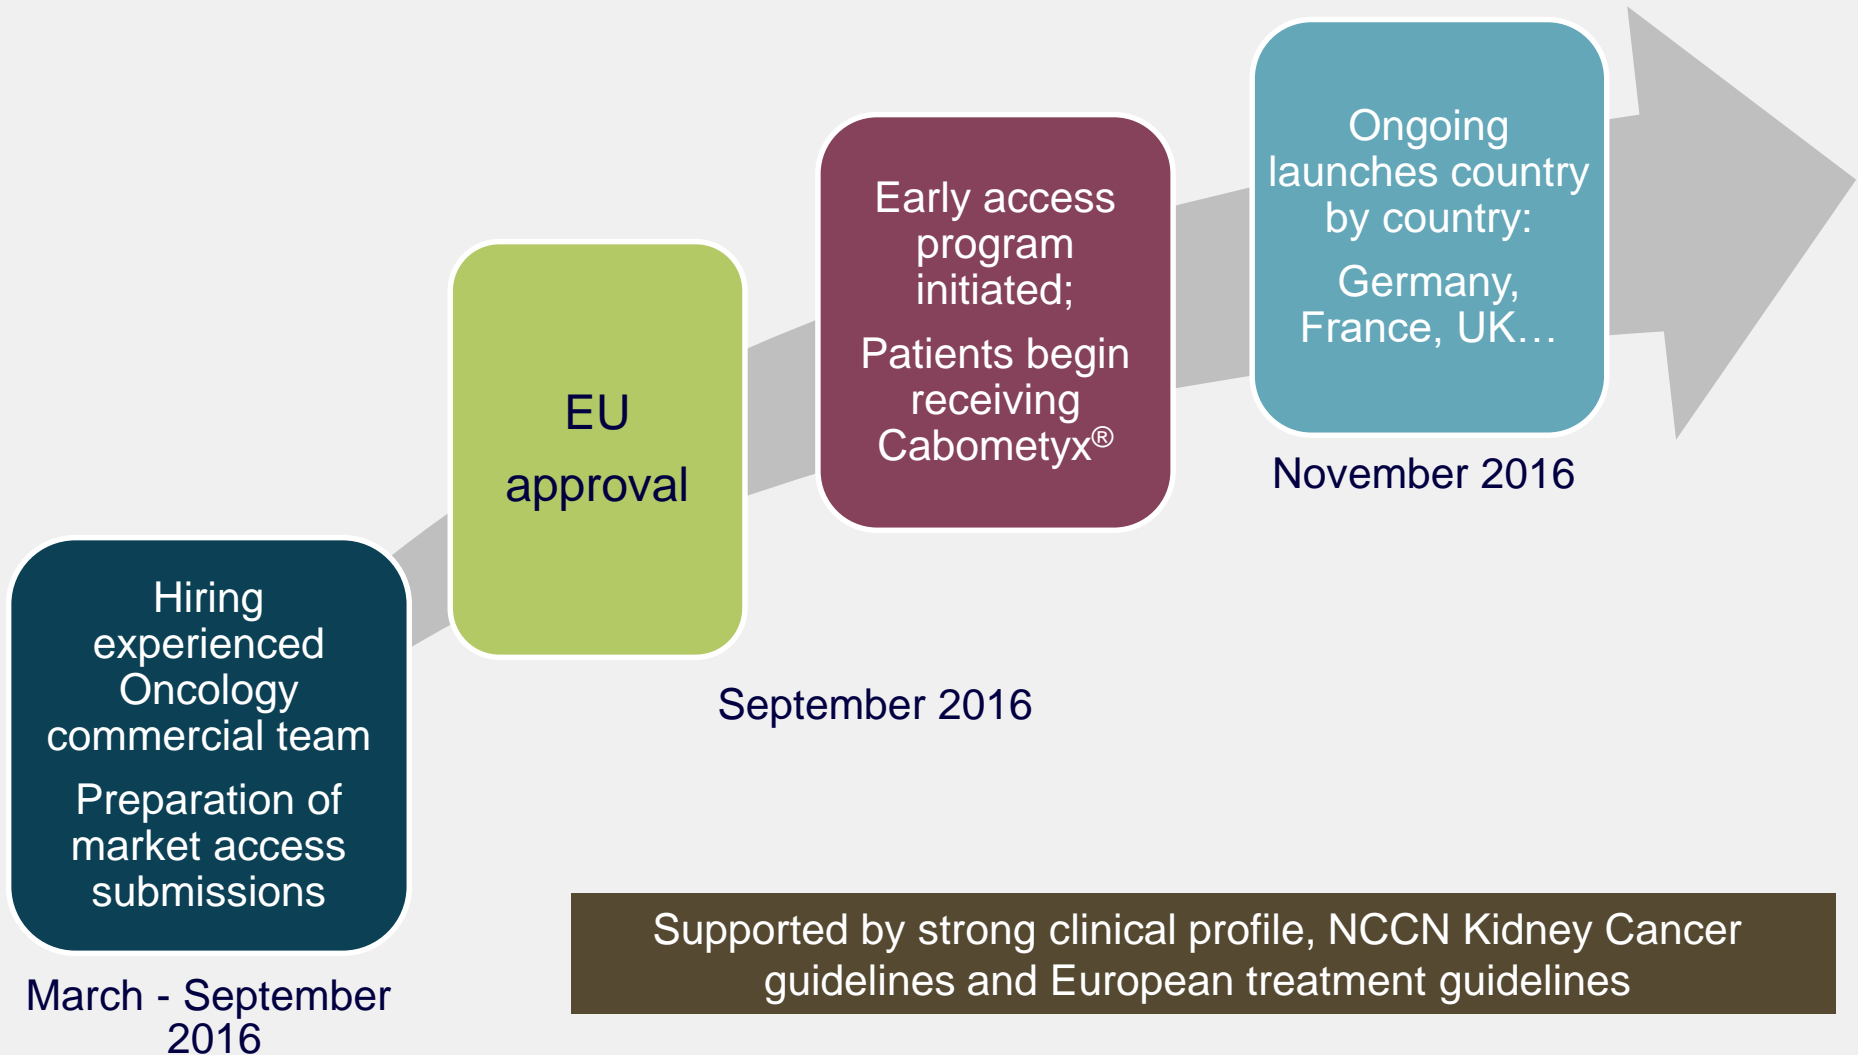 Hiring
experienced
Oncology
commercial team
Preparation of
market access
submissions
March - September
2016
EU
approval
September 2016
Early access
program
initiated;
Patients begin
receiving
Cabometyx®
Ongoing
launches country
by country:
Germany,
France, UK…
November 2016
Supported by strong clinical profile, NCCN Kidney Cancer
guidelines and European treatment guidelines